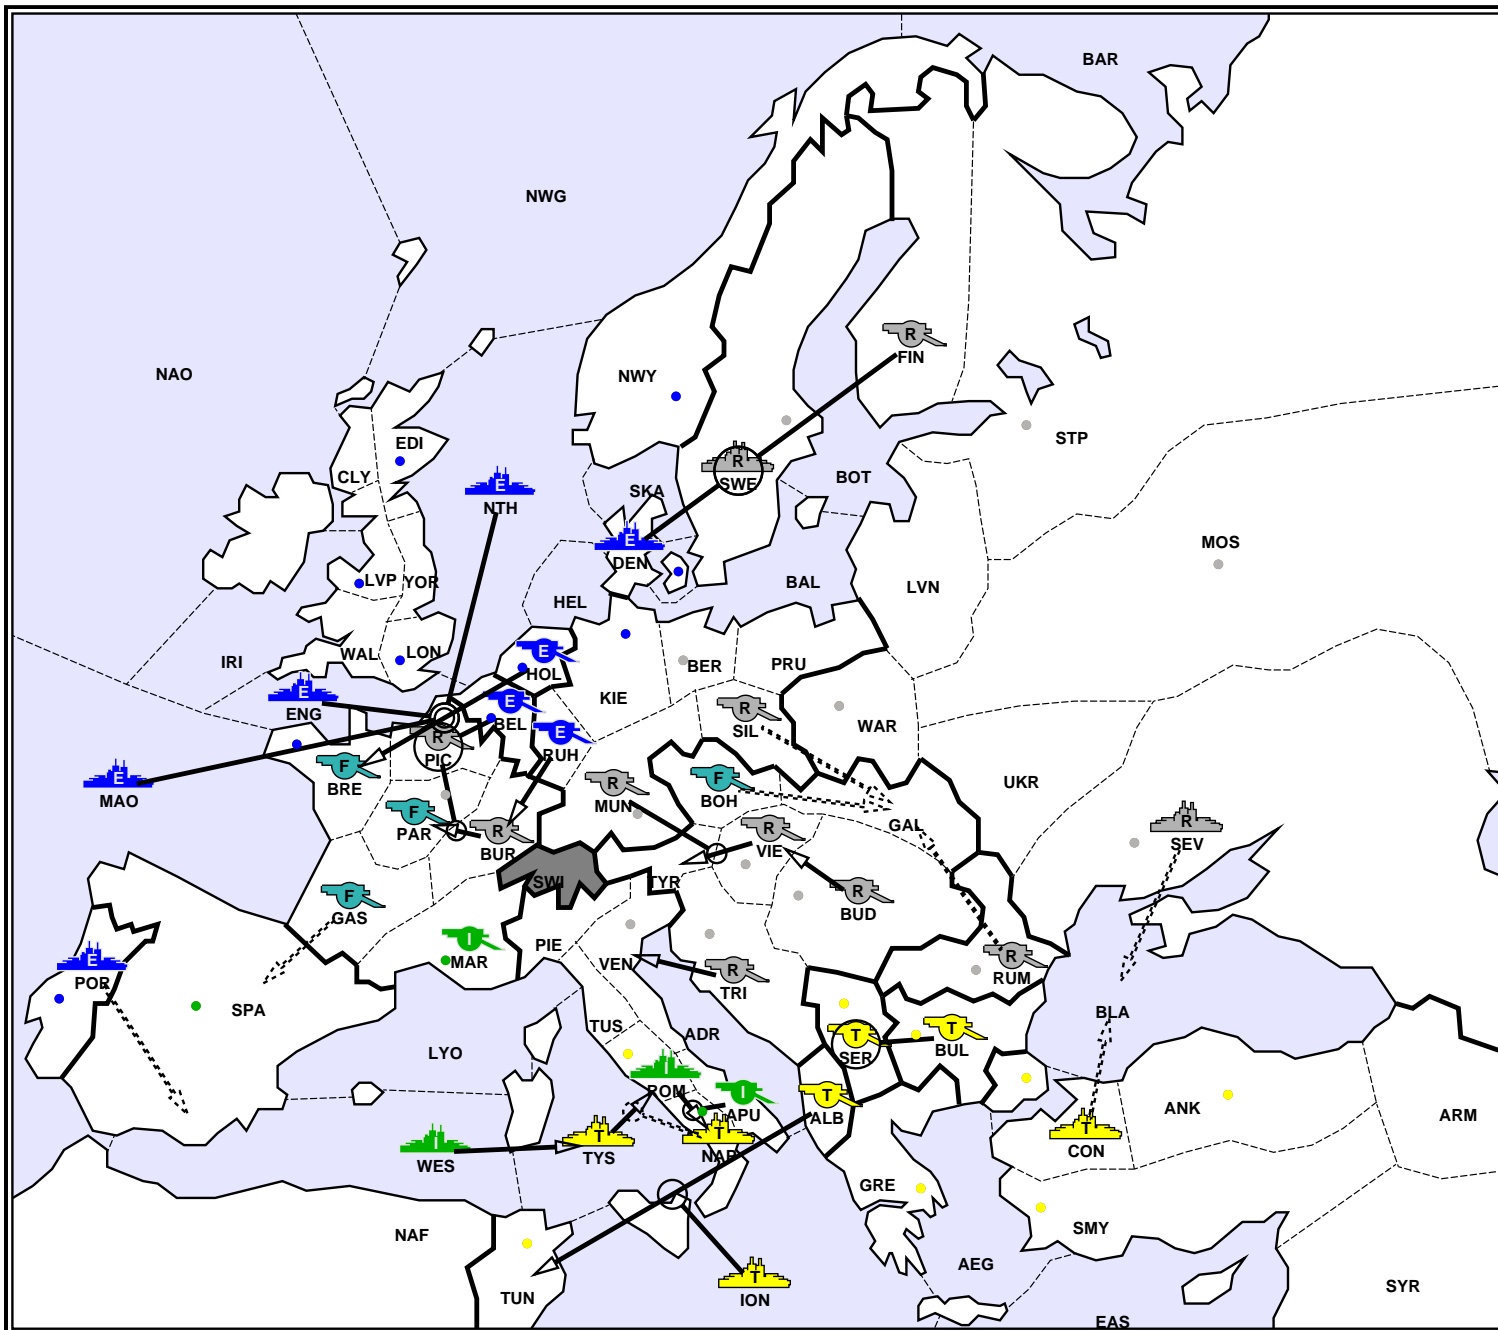 BAR
NWG
R
FIN
NAO
NWY
EDI
STP
R
CLY
SWE
BOT
E
SKA
NTH
MOS
E
DEN
LVP
YOR
BAL
LVN
HEL
IRI
WAL
LON
E
HOL
BER
PRU
KIE
E
ENG
E
BEL
R
SIL
WAR
R
PIC
E
RUH
E
MAO
F
BRE
R
MUN
F
BOH
UKR
F
PAR
R
BUR
R
VIE
GAL
R
SEV
SWI
TYR
F
GAS
R
BUD
I
MAR
PIE
E
POR
VEN
R
TRI
R
RUM
SPA
BLA
TUS
ADR
T
SER
T
BUL
LYO
I
ROM
I
APU
T
ALB
ANK
ARM
I
WES
T
TYS
T
NAP
T
CON
GRE
NAF
SMY
AEG
TUN
T
ION
SYR
EAS